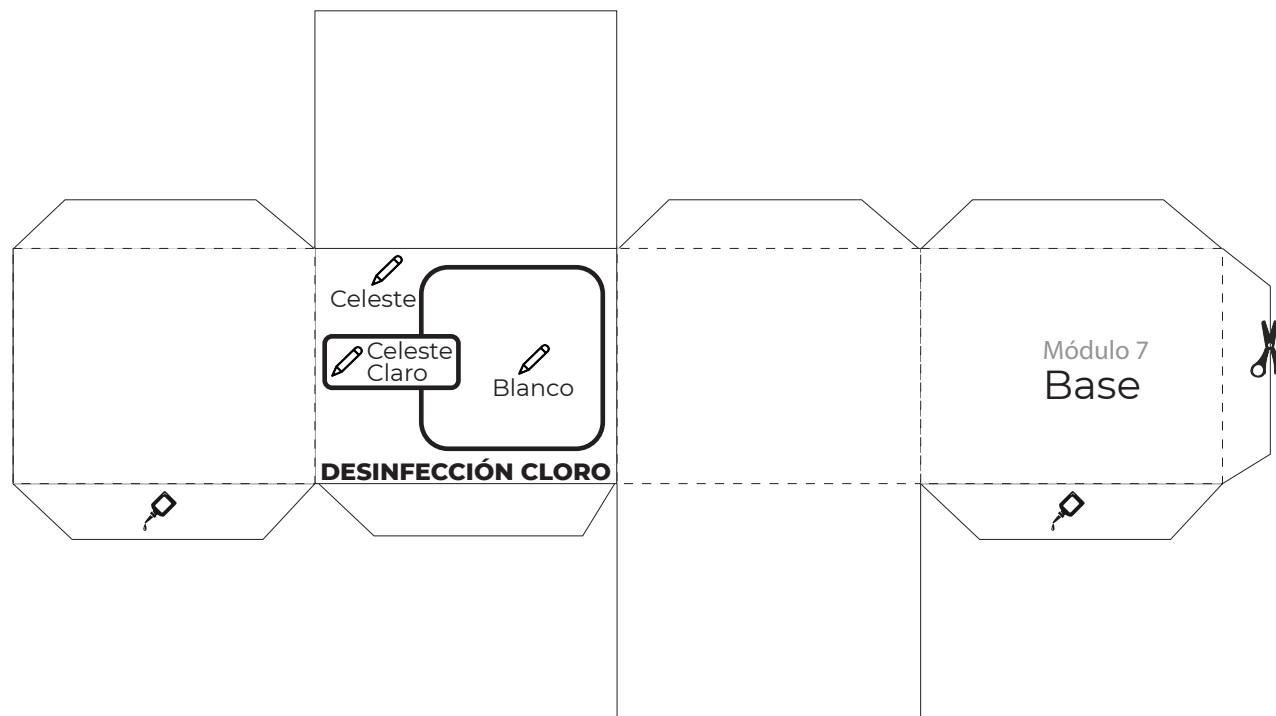 Celeste
Celeste
Claro
Blanco
DESINFECCIÓN CLORO
Módulo 7
Base